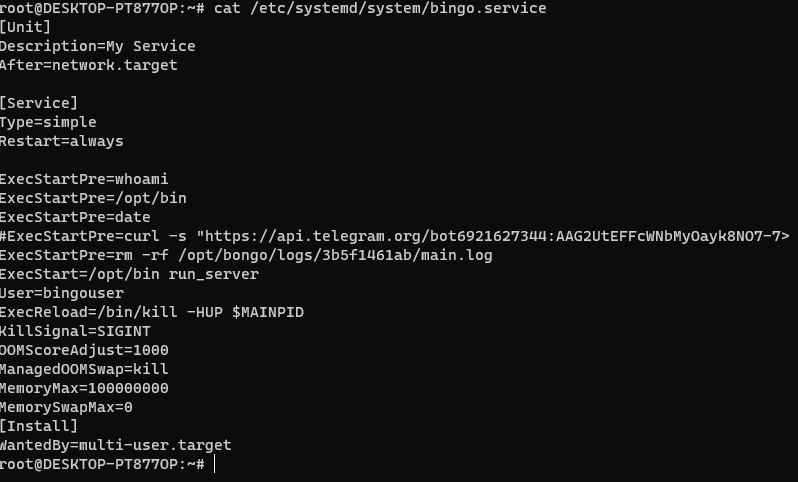 root@DESKTOP-PT877OP:~# cat /etc/systemd/system/bingo.service
[Unit]
Description=My Service
After=network.target

[Service]
Type=simple
Restart=always

ExecStartPre=whoami
ExecStartPre=/opt/bin
ExecStartPre=date
#ExecStartPre=curl -s "https://api.telegram.org/bot6921627344:AAG2UtEFFcWNbMyOayk8NO7-7>
ExecStartPre=rm -rf /opt/bongo/logs/3b5f1461ab/main.log
ExecStart=/opt/bin run_server
User=bingouser
ExecReload=/bin/kill -HUP $MAINPID
KillSignal=SIGINT
OOMScoreAdjust=1000
ManagedOOMSwap=kill
MemoryMax=100000000
MemorySwapMax=0
[Install]
WantedBy=multi-user.target
root@DESKTOP-PT877OP:~#